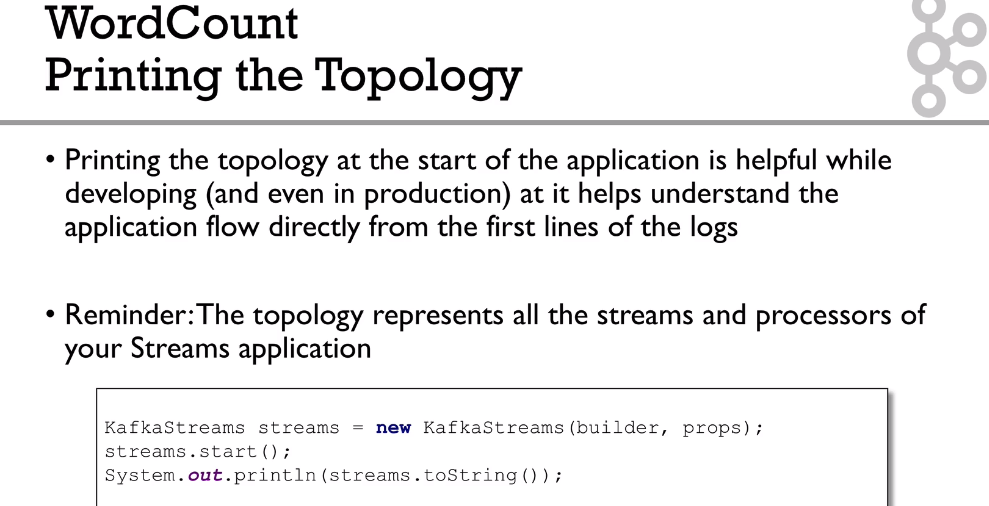 WordCount
Printing the Topology
• Printing the topology at the start of the application is helpful while
developing (and even in production) at it helps understand the
application flow directly from the first lines of the logs
• Reminder: The topology represents all the streams and processors of
your Streams application
KafkaStreams streams = new KafkaStreams(builder, props);
streams.start();
System.out.println(streams.toString());